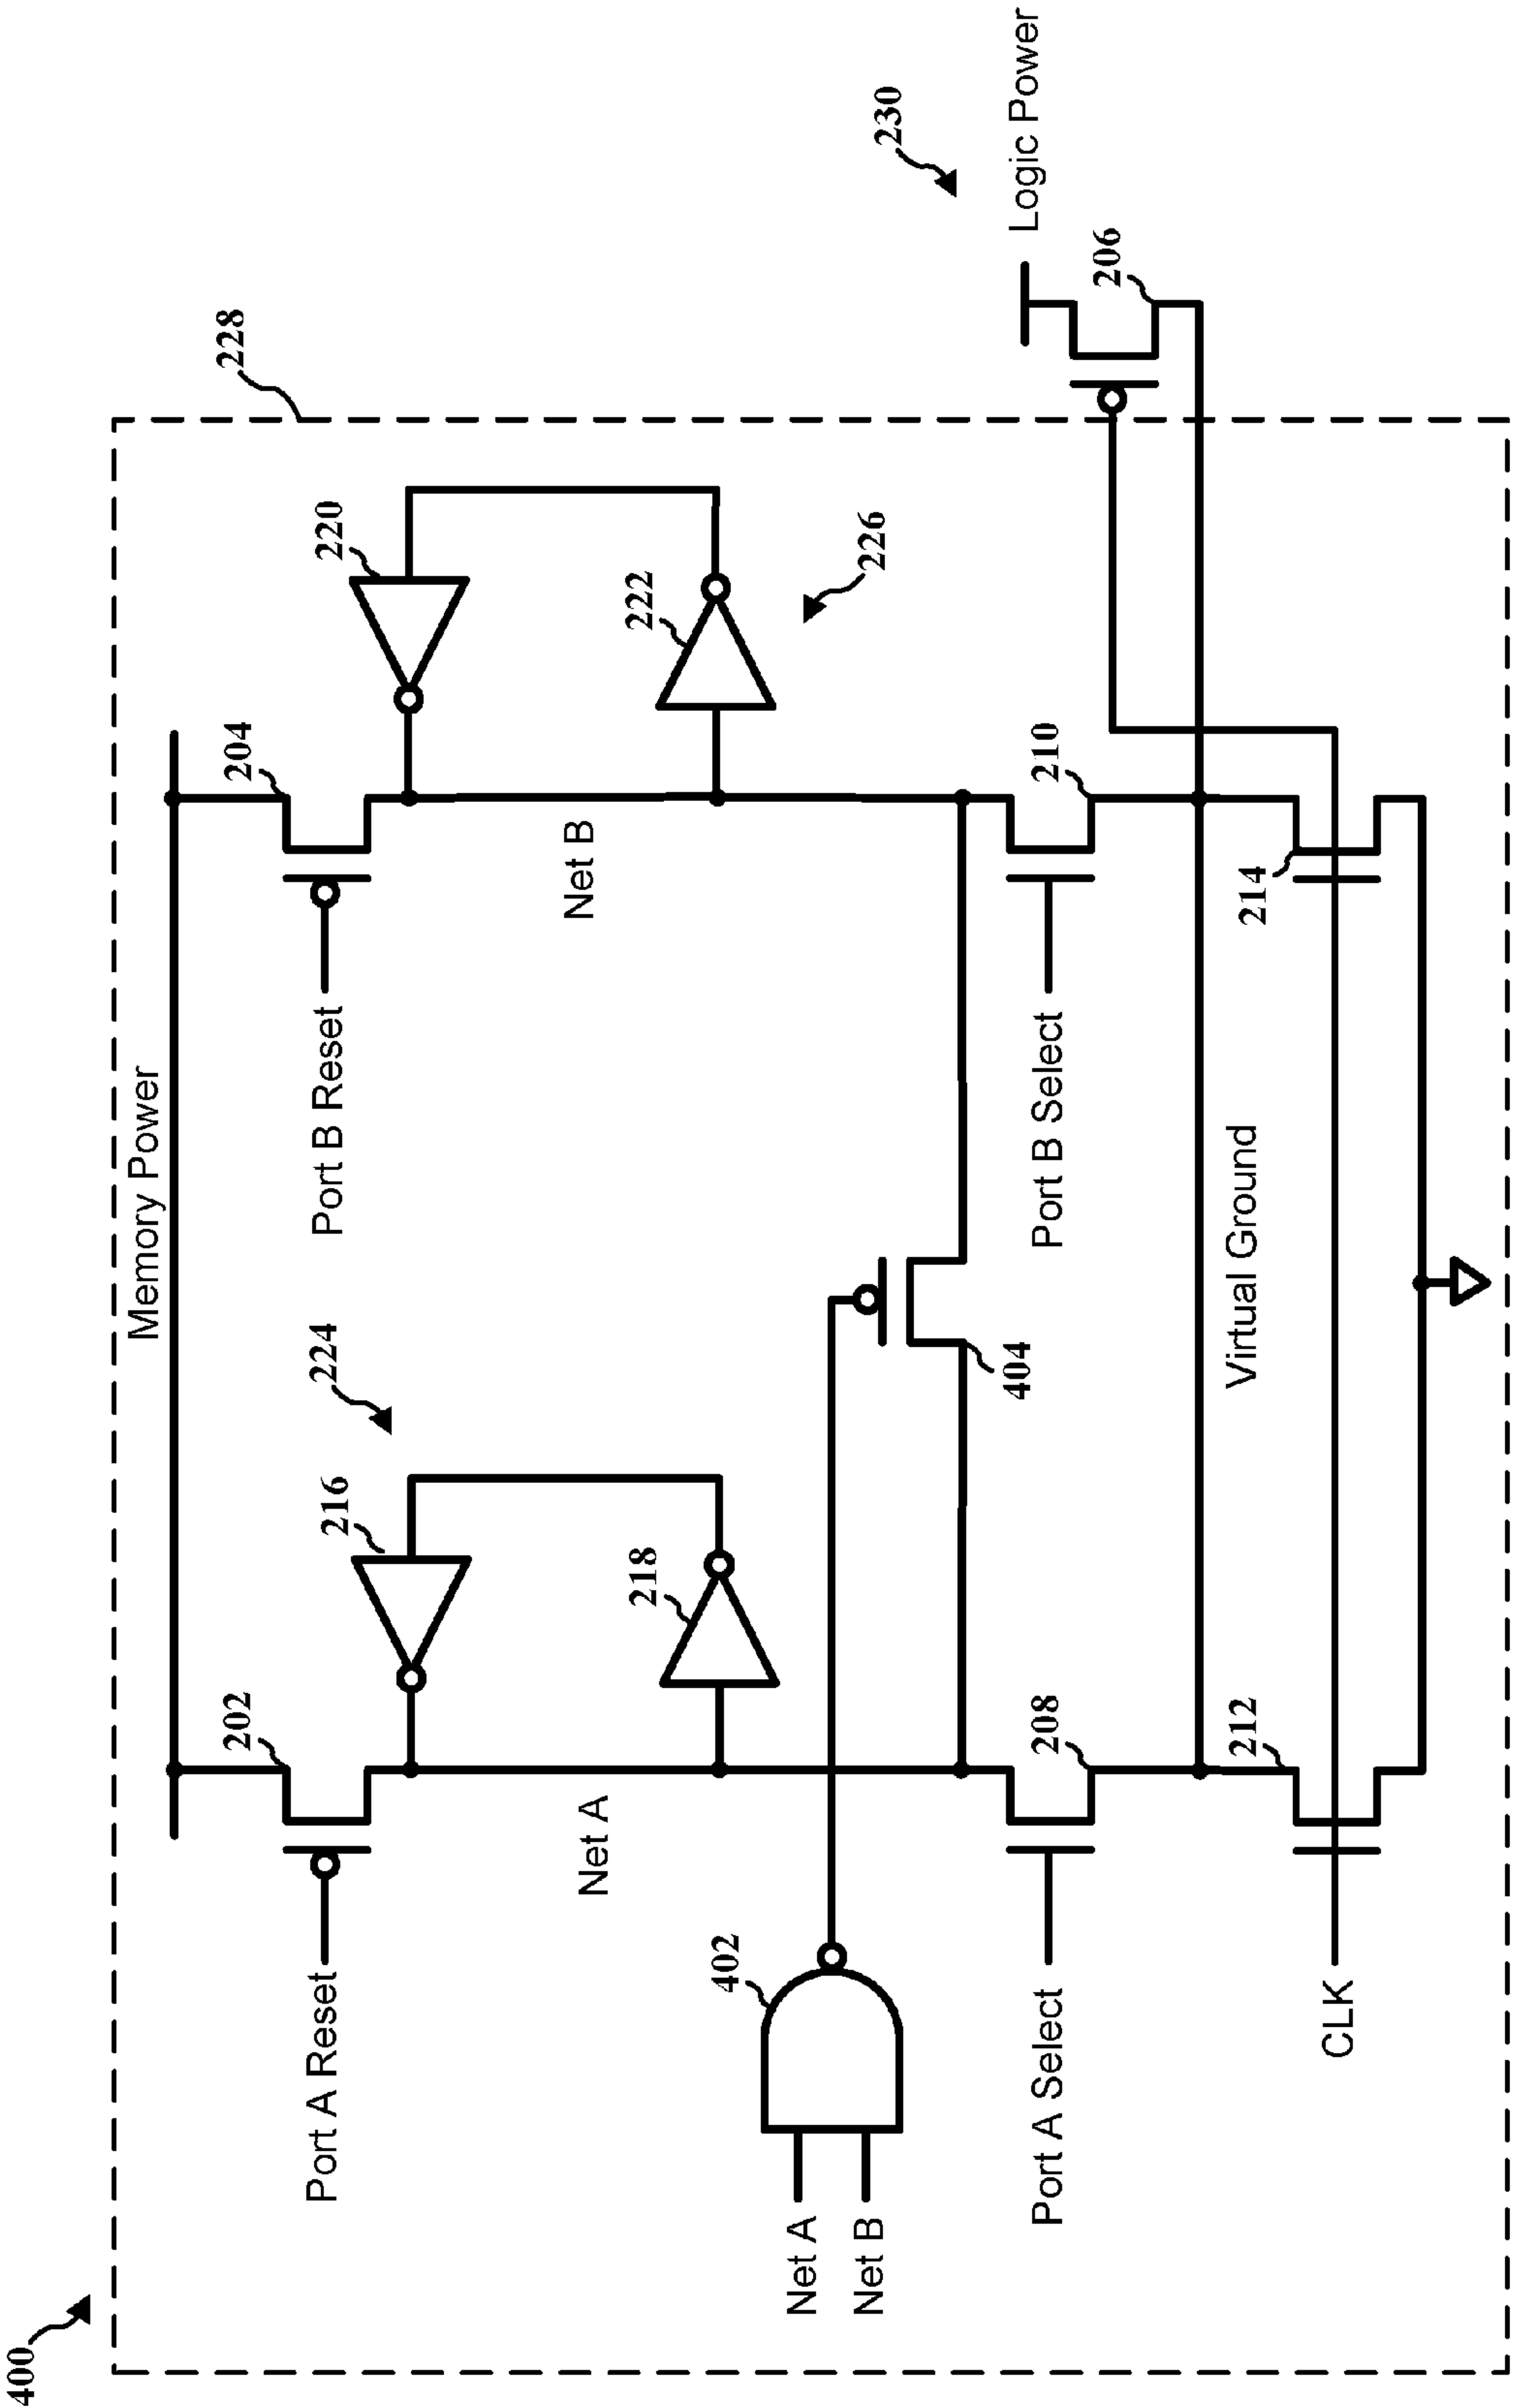 400
228
230
Memory Power
Logic Power
202
204
206
Port A Reset
Port B Reset
216
220
224
Net A
Net B
218
222
226
402
Net A
Net B
404
208
210
Port A Select
Port B Select
Virtual Ground
212
214
CLK